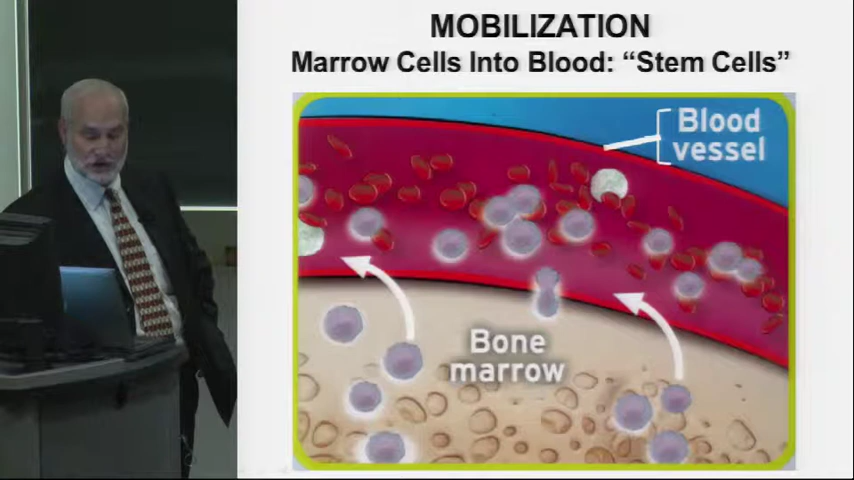 MOBILIZATION
Marrow Cells Into Blood: “Stem Cells”
Blood
vessel
Bone
marrow